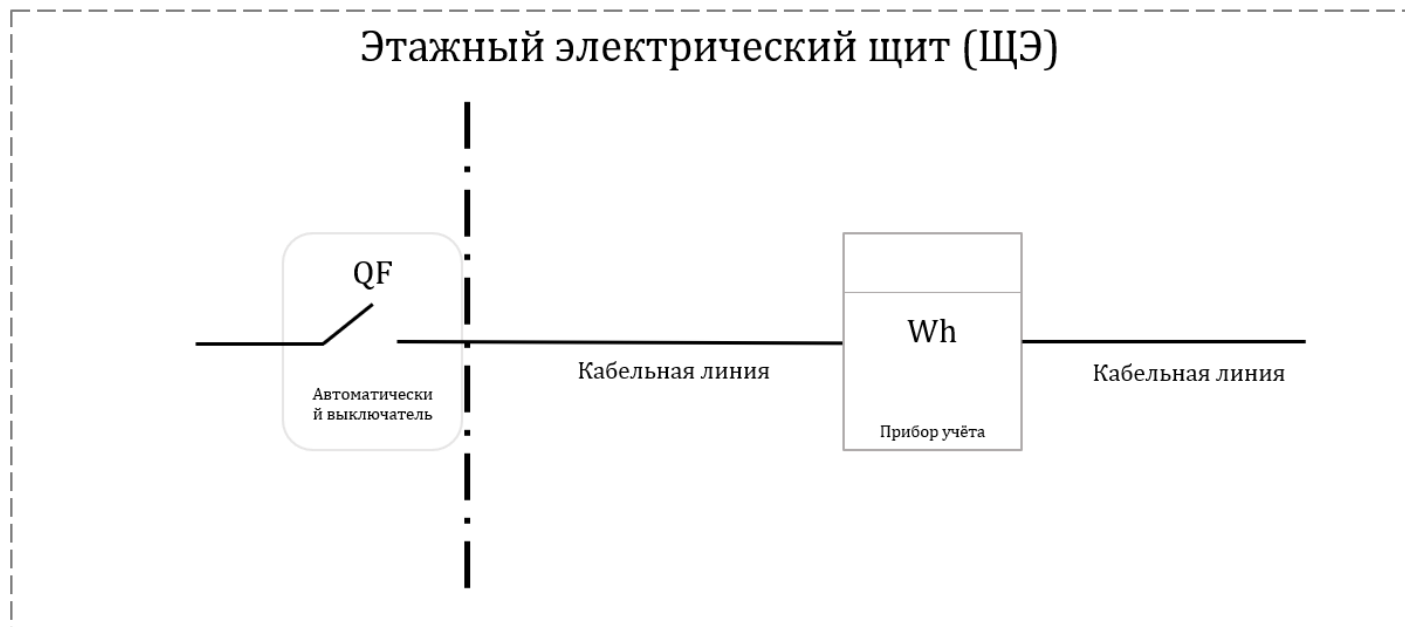 Этажный электрический щит (ЩЭ)
QF
Автоматически
й выключатель
Кабельная линия
Wh
Прибор учёта
Кабельная линия